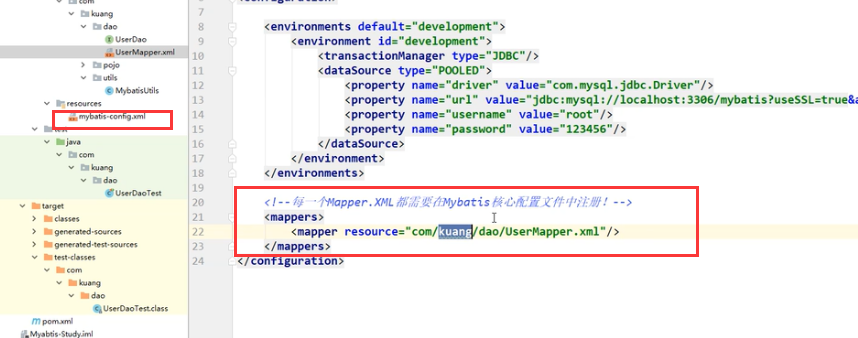 com
kuang
dao
UserDao
UserMapper.xml
pojo
utils
MybatisUtils
resources
mybatis-config.xml
test
java
com
kuang
dao
UserDaoTest
target
classes
generated-sources
generated-test-sources
test-classes
com
kuang
dao
UserDaoTest.class
pom.xml
Myabtis-Study.iml
6
7
8 <environments default="development">
9 <environment id="development">
10 <transactionManager type="JDBC"/>
11 <dataSource type="POOLED">
12 <property name="driver" value="com.mysql.jdbc.Driver"/>
13 <property name="url" value="jdbc:mysql://localhost:3306/mybatis?useSSL=true&a
14 <property name="username" value="root"/>
15 <property name="password" value="123456"/>
16 </dataSource>
17 </environment>
18 </environments>
19
20 <!--每一个Mapper.XML都需要在Mybatis核心配置文件中注册!-->
21 <mappers>
22 <mapper resource="com/kuang/dao/UserMapper.xml"/>
23 </mappers>
24 </configuration>